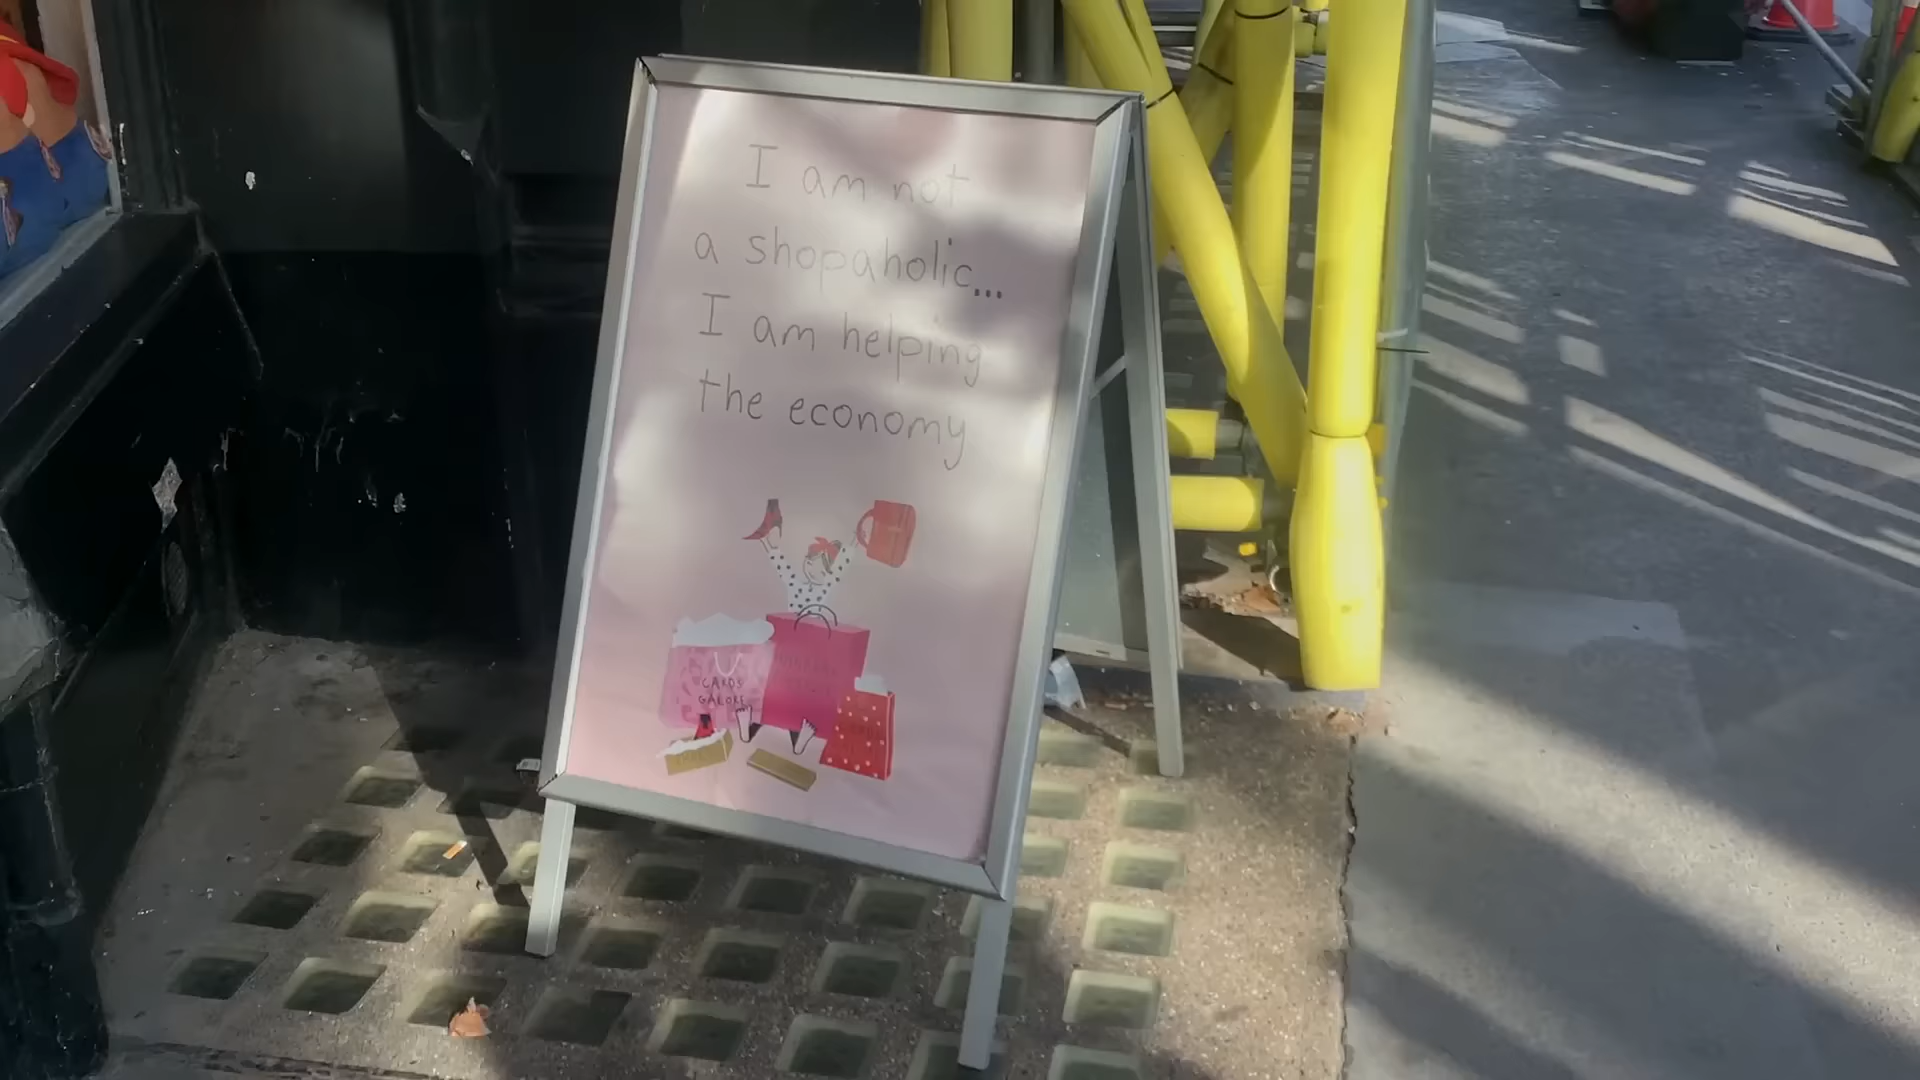 I am not
a shopaholic...
I am helping
the economy
CARDS
GALORE